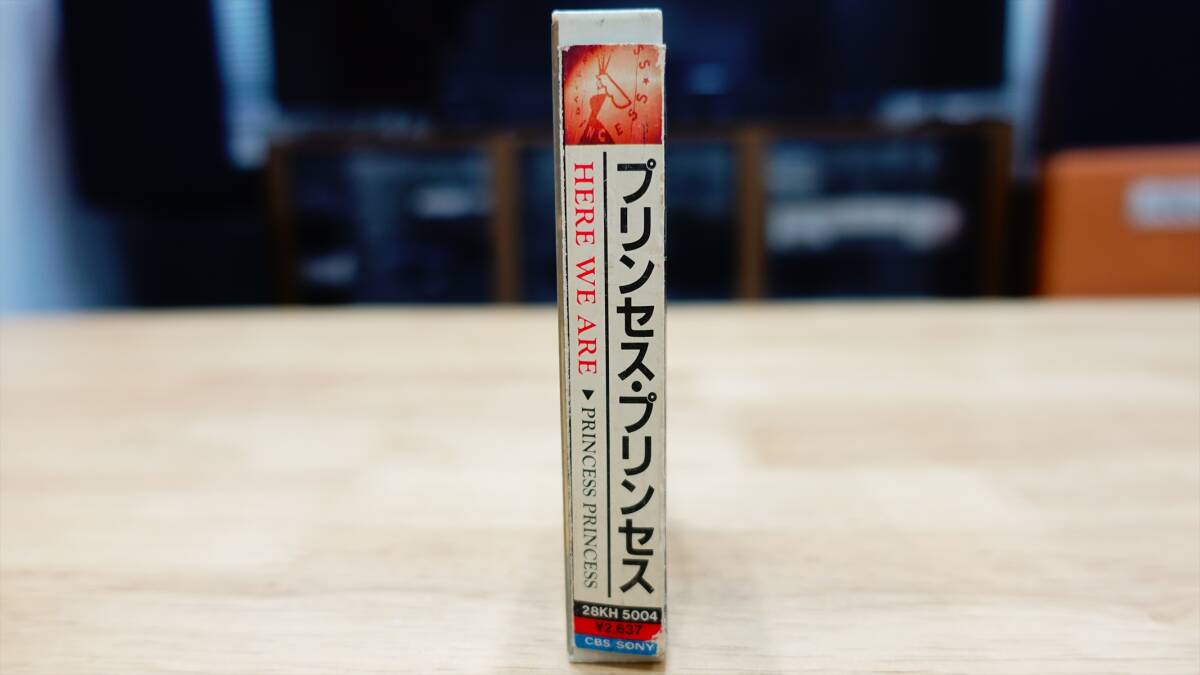 プリンセス・プリンセス
HERE WE ARE ▶ PRINCESS PRINCESS
28KH 5004
¥2,637
CBS SONY